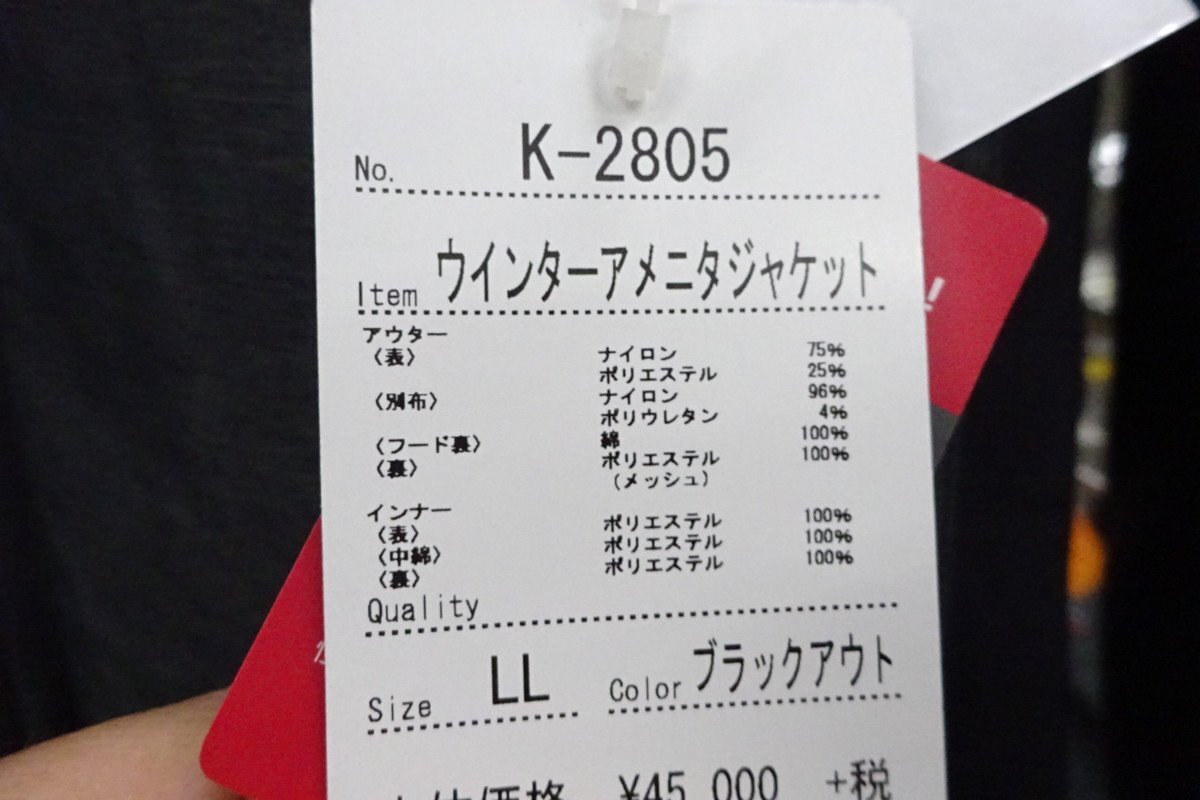 No. K-2805
Item ウインターアメニタジャケット
アウター
〈表〉 ナイロン 75%
ポリエステル 25%
〈別布〉 ナイロン 96%
ポリウレタン 4%
〈フード裏〉 綿 100%
〈裏〉 ポリエステル 100%
(メッシュ)
インナー
〈表〉 ポリエステル 100%
〈中綿〉 ポリエステル 100%
〈裏〉 ポリエステル 100%
Quality
Size LL Color ブラックアウト
価格 ¥45,000 +税